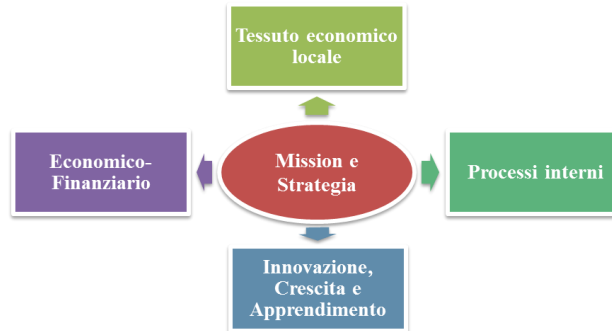 Tessuto economico
locale
Economico-
Finanziario
Mission e
Strategia
Processi interni
Innovazione,
Crescita e
Apprendimento